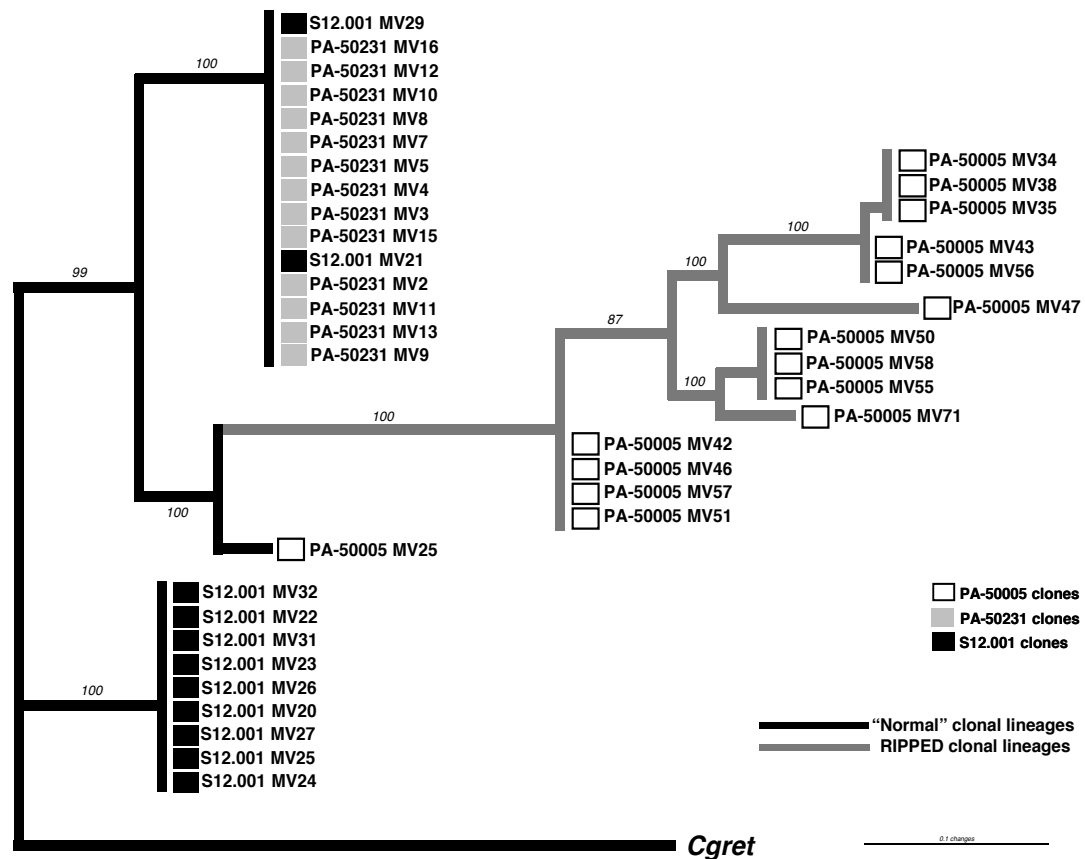 S12.001 MV29
PA-50231 MV16
100
PA-50231 MV12
PA-50231 MV10
PA-50231 MV8
PA-50231 MV7
PA-50231 MV5
PA-50231 MV4
PA-50231 MV3
PA-50231 MV15
S12.001 MV21
99
PA-50231 MV2
PA-50231 MV11
PA-50231 MV13
PA-50231 MV9
PA-50005 MV34
PA-50005 MV38
PA-50005 MV35
100
PA-50005 MV43
100
PA-50005 MV56
PA-50005 MV47
87
PA-50005 MV50
PA-50005 MV58
100
PA-50005 MV55
PA-50005 MV71
100
PA-50005 MV42
PA-50005 MV46
PA-50005 MV57
100
PA-50005 MV51
PA-50005 MV25
S12.001 MV32
S12.001 MV22
S12.001 MV31
S12.001 MV23
S12.001 MV26
100
S12.001 MV20
S12.001 MV27
S12.001 MV25
S12.001 MV24
PA-50005 clones
PA-50231 clones
S12.001 clones
“Normal” clonal lineages
RIPPED clonal lineages
Cgret
0.1 changes